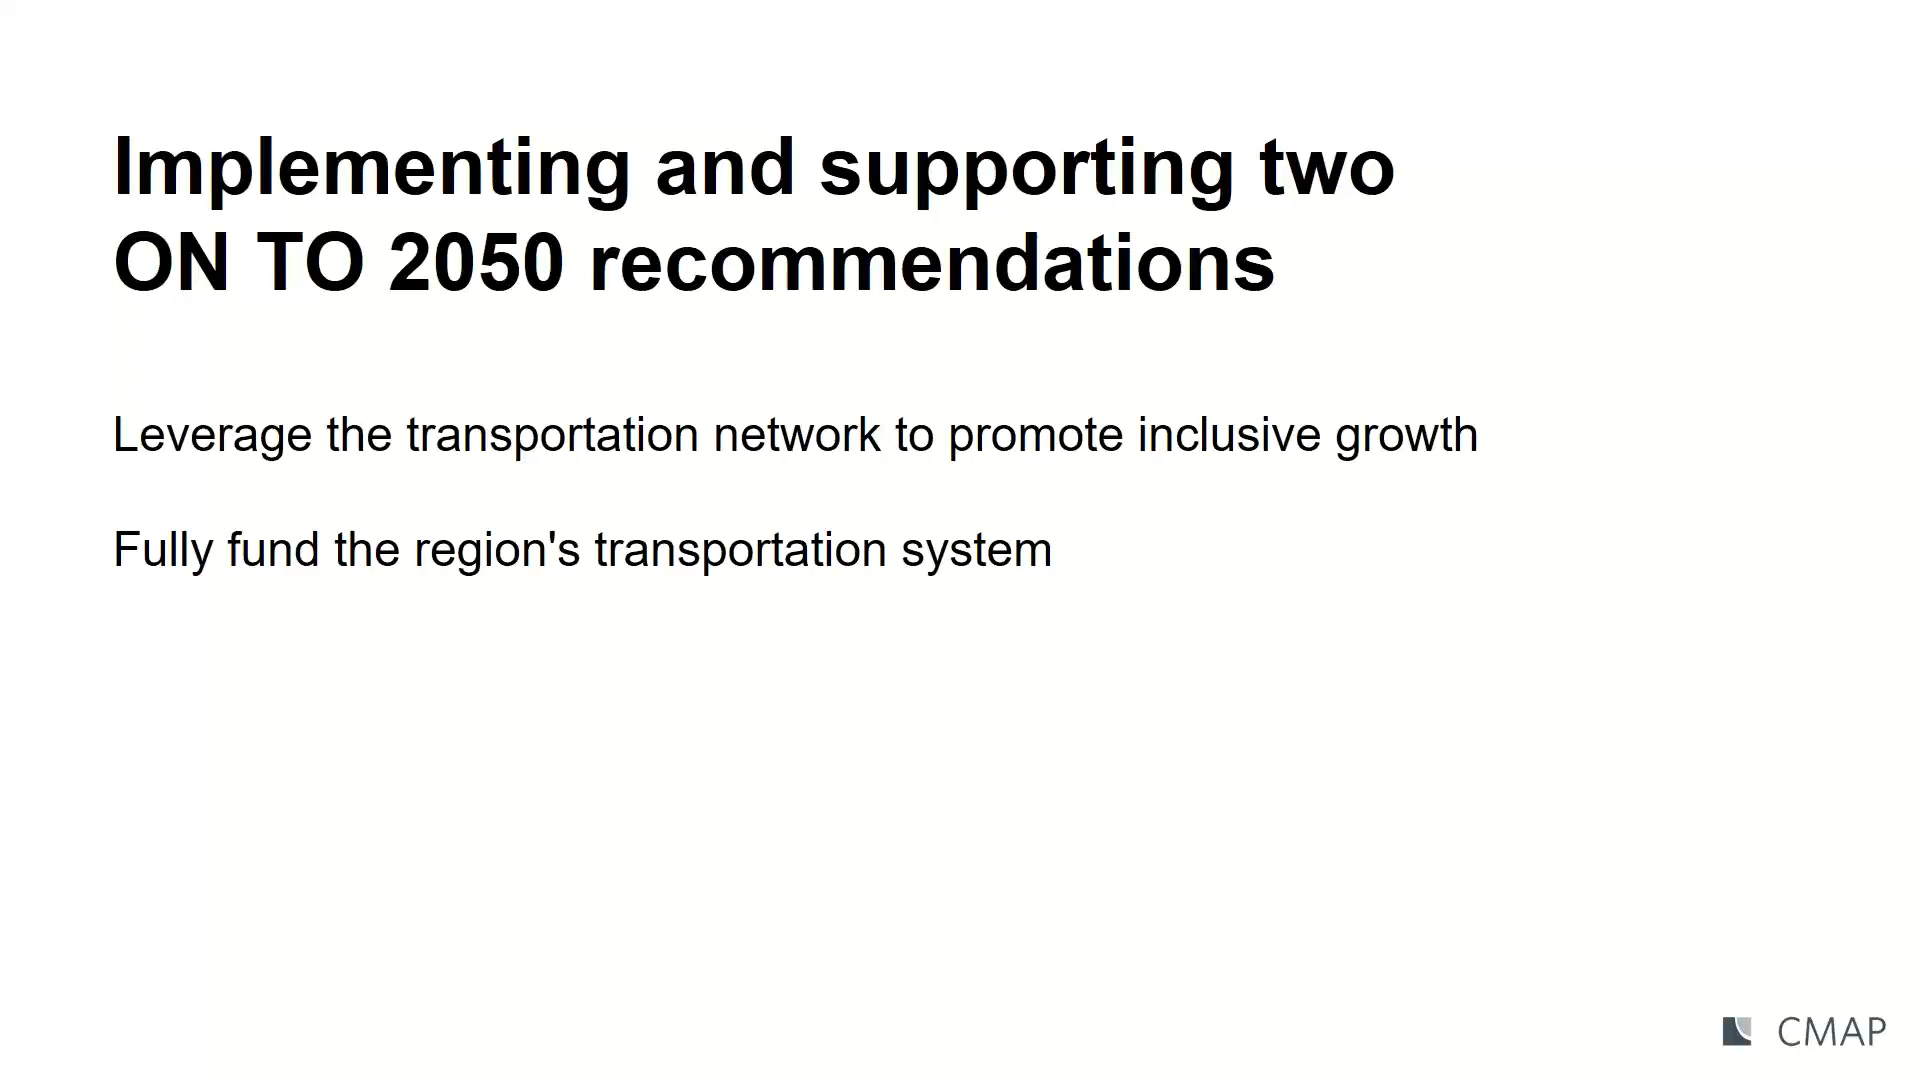 Implementing and supporting two
ON TO 2050 recommendations
Leverage the transportation network to promote inclusive growth
Fully fund the region's transportation system
CMAP